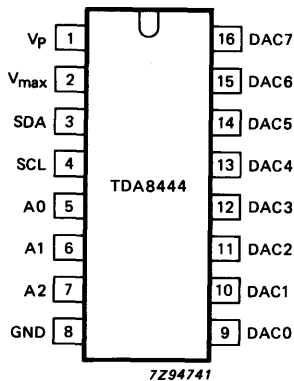 VP 1 16 DAC7
Vmax 2 15 DAC6
SDA 3 14 DAC5
SCL 4 13 DAC4
TDA8444
A0 5 12 DAC3
A1 6 11 DAC2
A2 7 10 DAC1
GND 8 9 DAC0
7Z94741